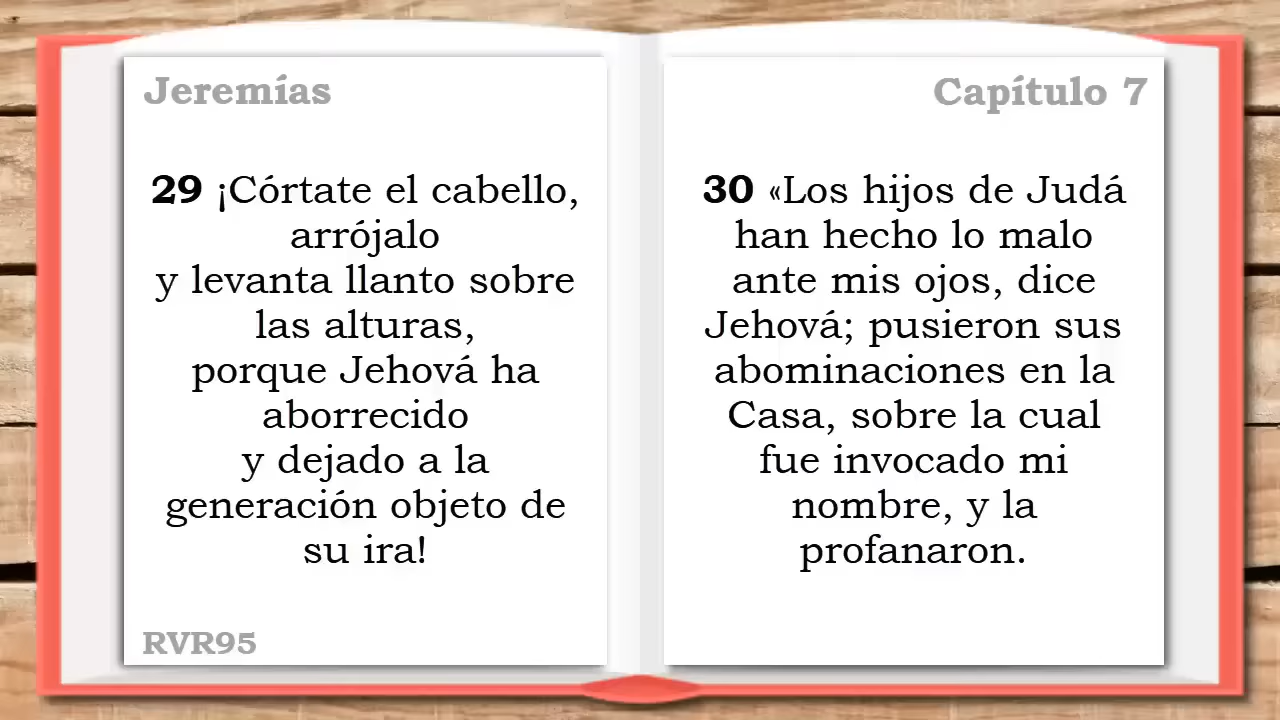 Jeremías
29 ¡Córtate el cabello,
arrójalo
y levanta llanto sobre
las alturas,
porque Jehová ha
aborrecido
y dejado a la
generación objeto de
su ira!
RVR95
Capítulo 7
30 «Los hijos de Judá
han hecho lo malo
ante mis ojos, dice
Jehová; pusieron sus
abominaciones en la
Casa, sobre la cual
fue invocado mi
nombre, y la
profanaron.